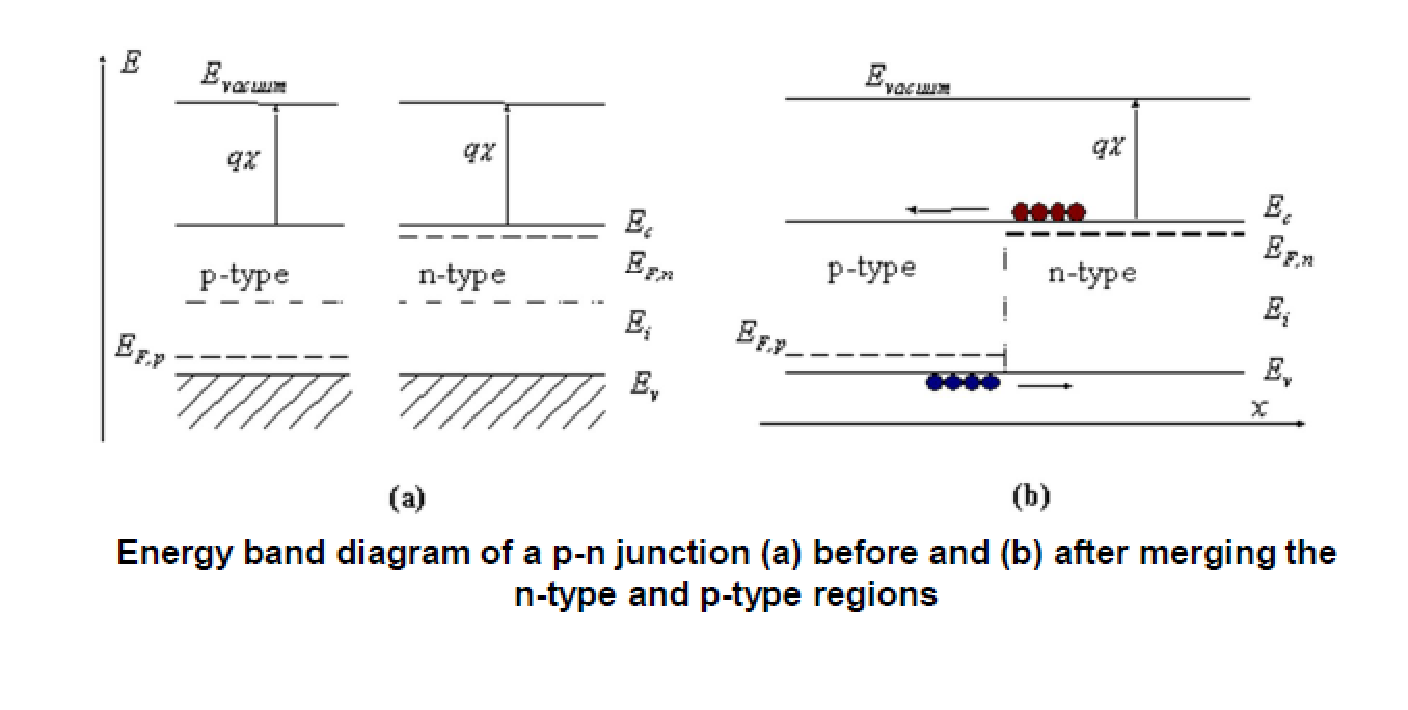 E
E_vacuum
qχ
qχ
E_c
p-type
n-type
E_F,n
E_i
E_F,p
E_v
(a)
E_vacuum
qχ
E_c
p-type
n-type
E_F,n
E_i
E_F,p
E_v
x
(b)
Energy band diagram of a p-n junction (a) before and (b) after merging the
n-type and p-type regions